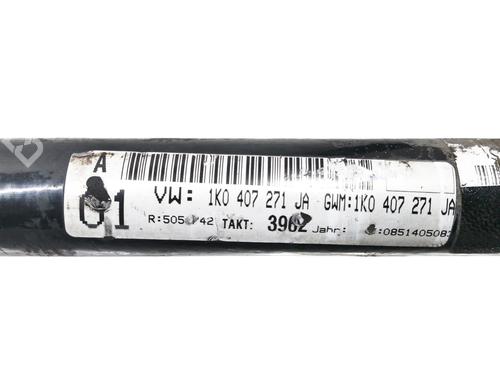 A
01
VW: 1K0 407 271 JA GWM:1K0 407 271 JA
TAKT: 3962 Jahr: